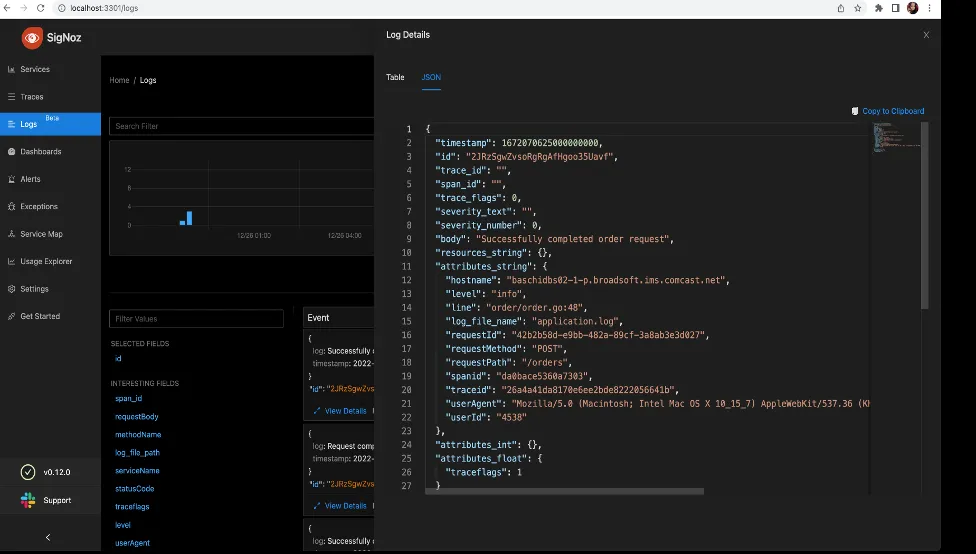 localhost:3301/logs
SigNoz
Services
Traces
Logs
Beta
Dashboards
Alerts
Exceptions
Service Map
Usage Explorer
Settings
Get Started
v0.12.0
Support
Home / Logs
Search Filter
12
8
4
0
12/26 01:00
12/26 04:00
Filter Values
SELECTED FIELDS
id
INTERESTING FIELDS
span_id
requestBody
methodName
log_file_path
serviceName
statusCode
traceflags
level
userAgent
Event
{
log: Successfully c
timestamp: 2022-
}
"id": "2JRzSgwZvs
View Details
{
log: Request comp
timestamp: 2022-
}
"id": "2JRzSgwZvs
View Details
{
log: Successfully c
Log Details
Table
JSON
Copy to Clipboard
1 {
2 "timestamp": 1672070625000000000,
3 "id": "2JRzSgwZvsoRgRgAfHgoo35Uavf",
4 "trace_id": "",
5 "span_id": "",
6 "trace_flags": 0,
7 "severity_text": "",
8 "severity_number": 0,
9 "body": "Successfully completed order request",
10 "resources_string": {},
11 "attributes_string": {
12 "hostname": "baschidbs02-1-p.broadsoft.ims.comcast.net",
13 "level": "info",
14 "line": "order/order.go:48",
15 "log_file_name": "application.log",
16 "requestId": "42b2b58d-e9bb-482a-89cf-3a8ab3e3d027",
17 "requestMethod": "POST",
18 "requestPath": "/orders",
19 "spanid": "da0bace5360a7303",
20 "traceid": "26a4a41da8170e6ee2bde8222056641b",
21 "userAgent": "Mozilla/5.0 (Macintosh; Intel Mac OS X 10_15_7) AppleWebKit/537.36 (KH
22 "userId": "4538"
23 },
24 "attributes_int": {},
25 "attributes_float": {
26 "traceflags": 1
27 }